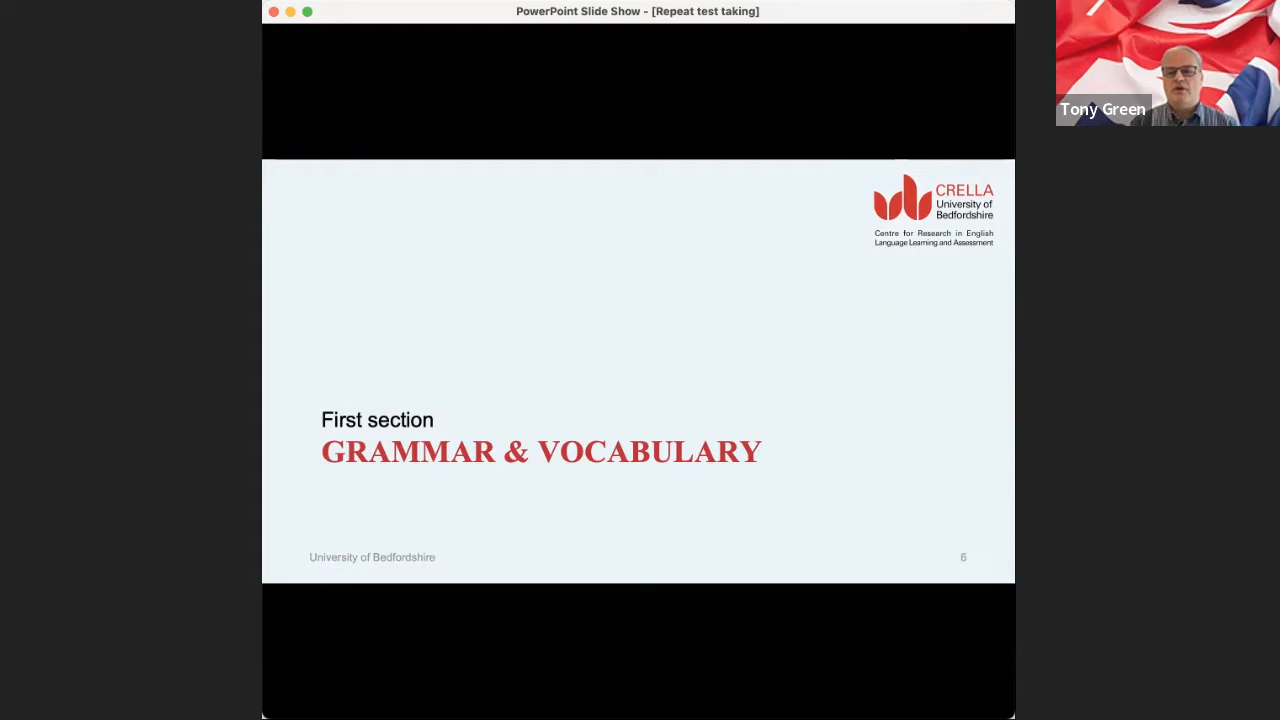 PowerPoint Slide Show - [Repeat test taking]
Tony Green
CRELLA
University of
Bedfordshire
Centre for Research in English
Language Learning and Assessment
First section
GRAMMAR & VOCABULARY
University of Bedfordshire
6